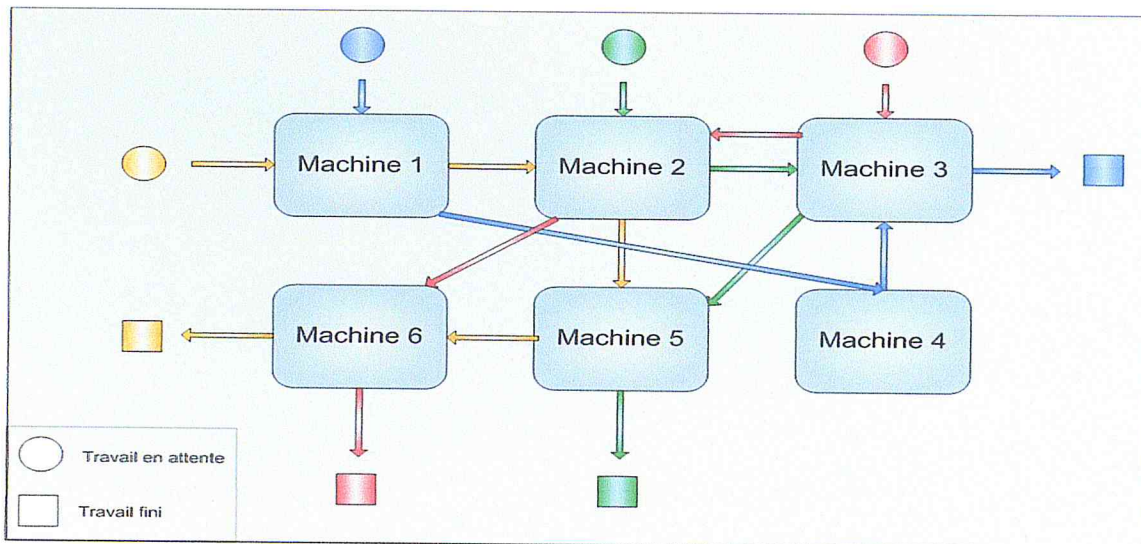 Machine 1
Machine 2
Machine 3
Machine 6
Machine 5
Machine 4
Travail en attente
Travail fini